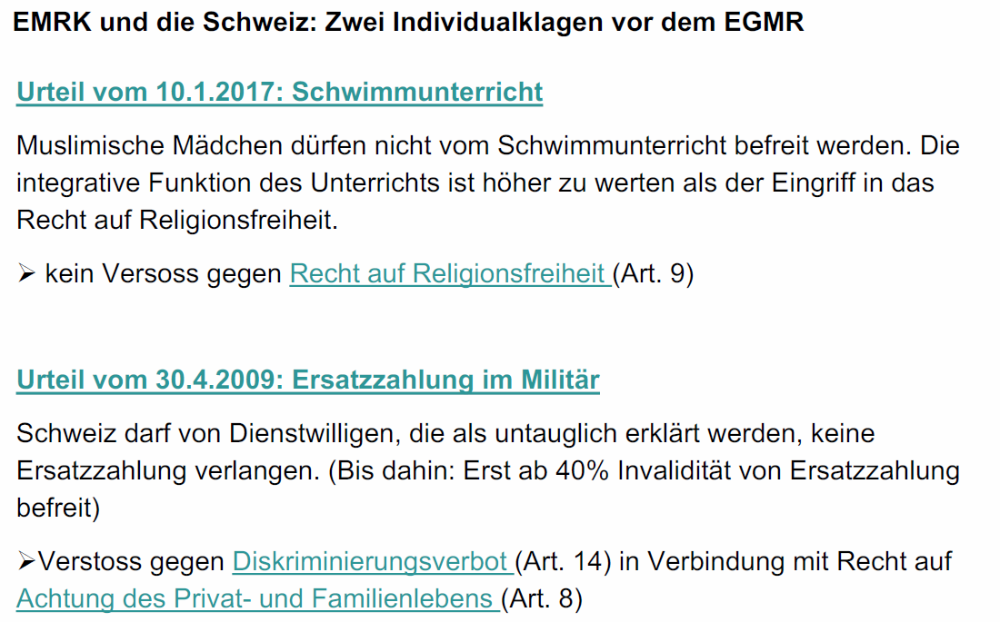 EMRK und die Schweiz: Zwei Individualklagen vor dem EGMR
Urteil vom 10.1.2017: Schwimmunterricht
Muslimische Mädchen dürfen nicht vom Schwimmunterricht befreit werden. Die
integrative Funktion des Unterrichts ist höher zu werten als der Eingriff in das
Recht auf Religionsfreiheit.
➢ kein Versoss gegen Recht auf Religionsfreiheit (Art. 9)
Urteil vom 30.4.2009: Ersatzzahlung im Militär
Schweiz darf von Dienstwilligen, die als untauglich erklärt werden, keine
Ersatzzahlung verlangen. (Bis dahin: Erst ab 40% Invalidität von Ersatzzahlung
befreit)
➢Verstoss gegen Diskriminierungsverbot (Art. 14) in Verbindung mit Recht auf
Achtung des Privat- und Familienlebens (Art. 8)